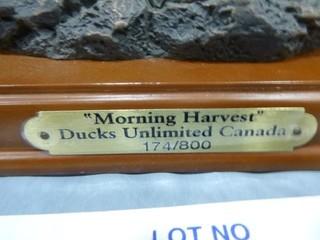 "Morning Harvest"
Ducks Unlimited Canada
174/800
LOT NO